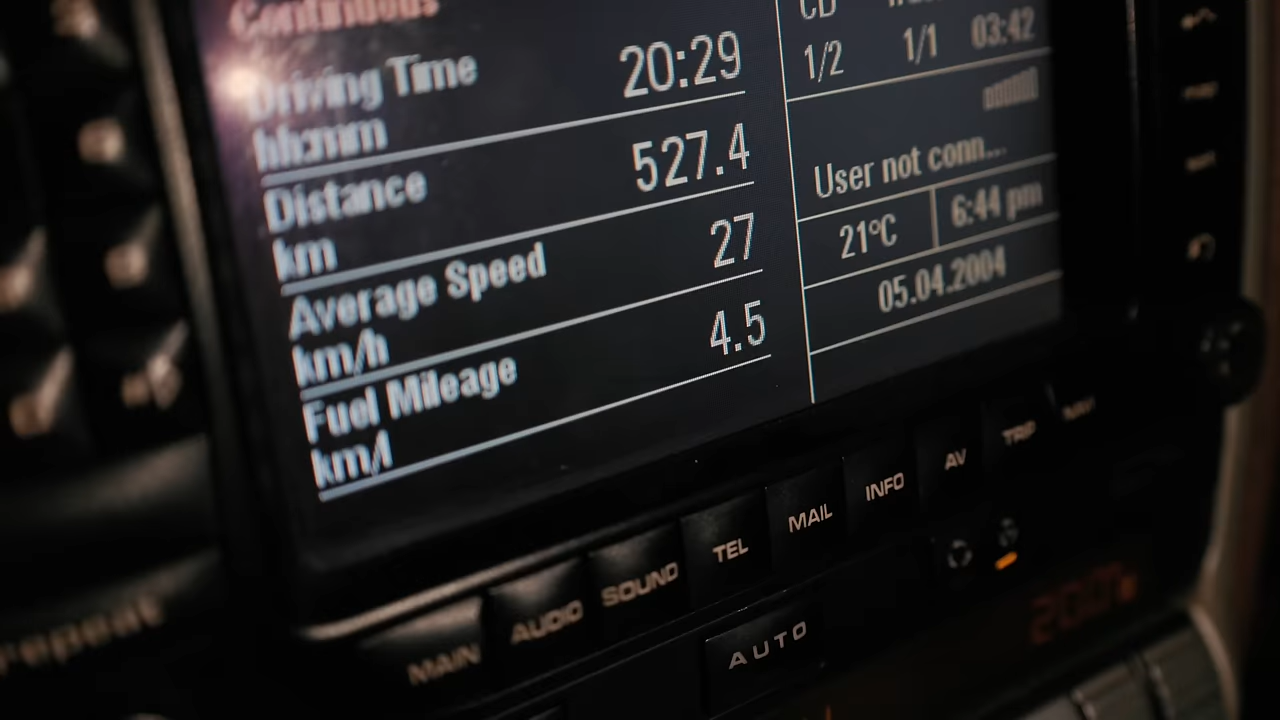 Continuous
Driving Time 20:29
hh:mm
Distance 527.4
km
Average Speed 27
km/h
Fuel Mileage 4.5
km/l
CD
1/2 1/1 03:42
User not conn...
21°C 6:44 pm
05.04.2004
MAIN AUDIO SOUND TEL MAIL INFO AV TRP NAVI
AUTO
repeat